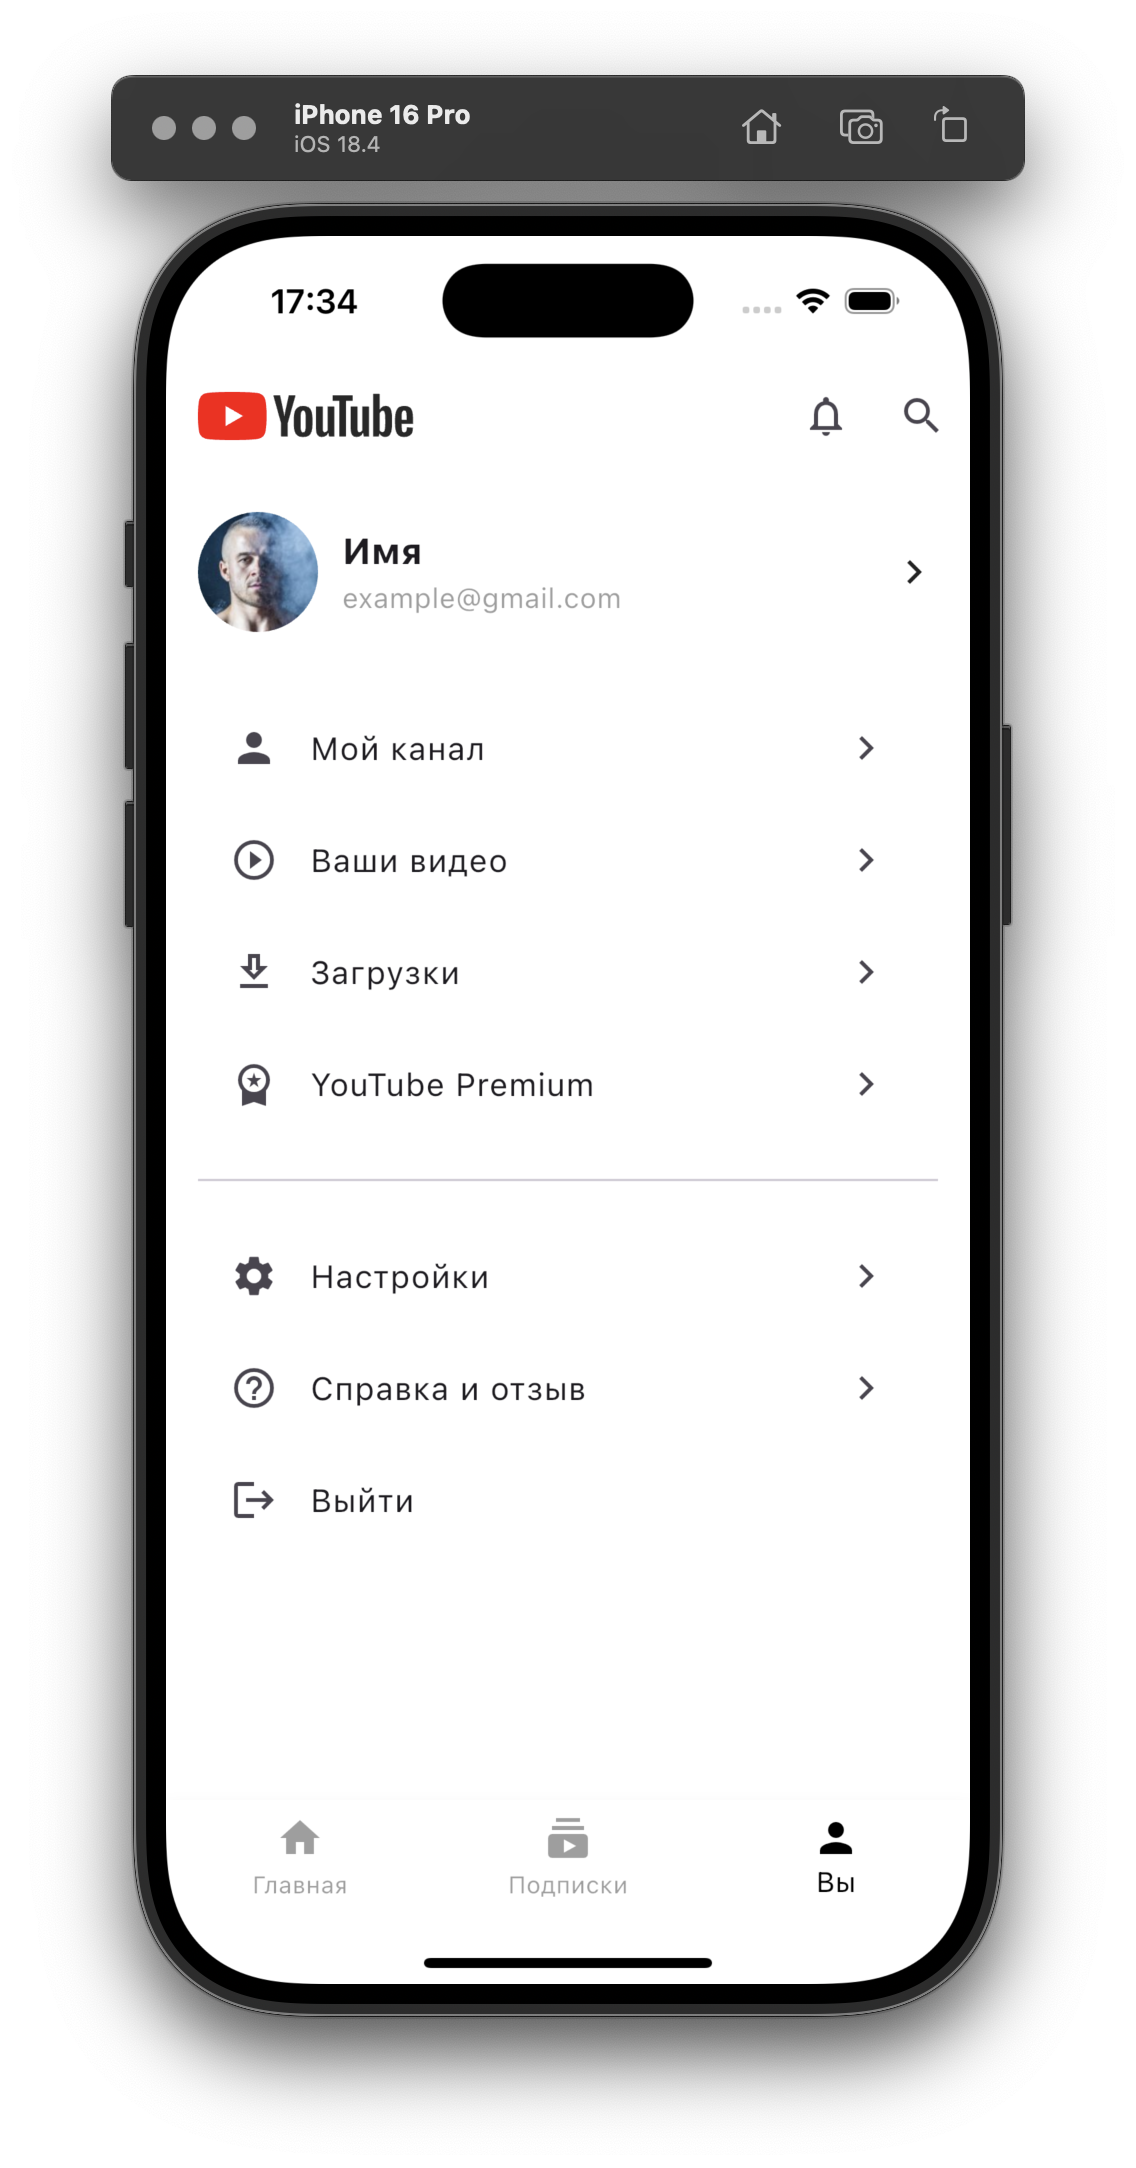 iPhone 16 Pro
iOS 18.4
17:34
YouTube
Имя
example@gmail.com
Мой канал
Ваши видео
Загрузки
YouTube Premium
Настройки
Справка и отзыв
Выйти
Главная
Подписки
Вы